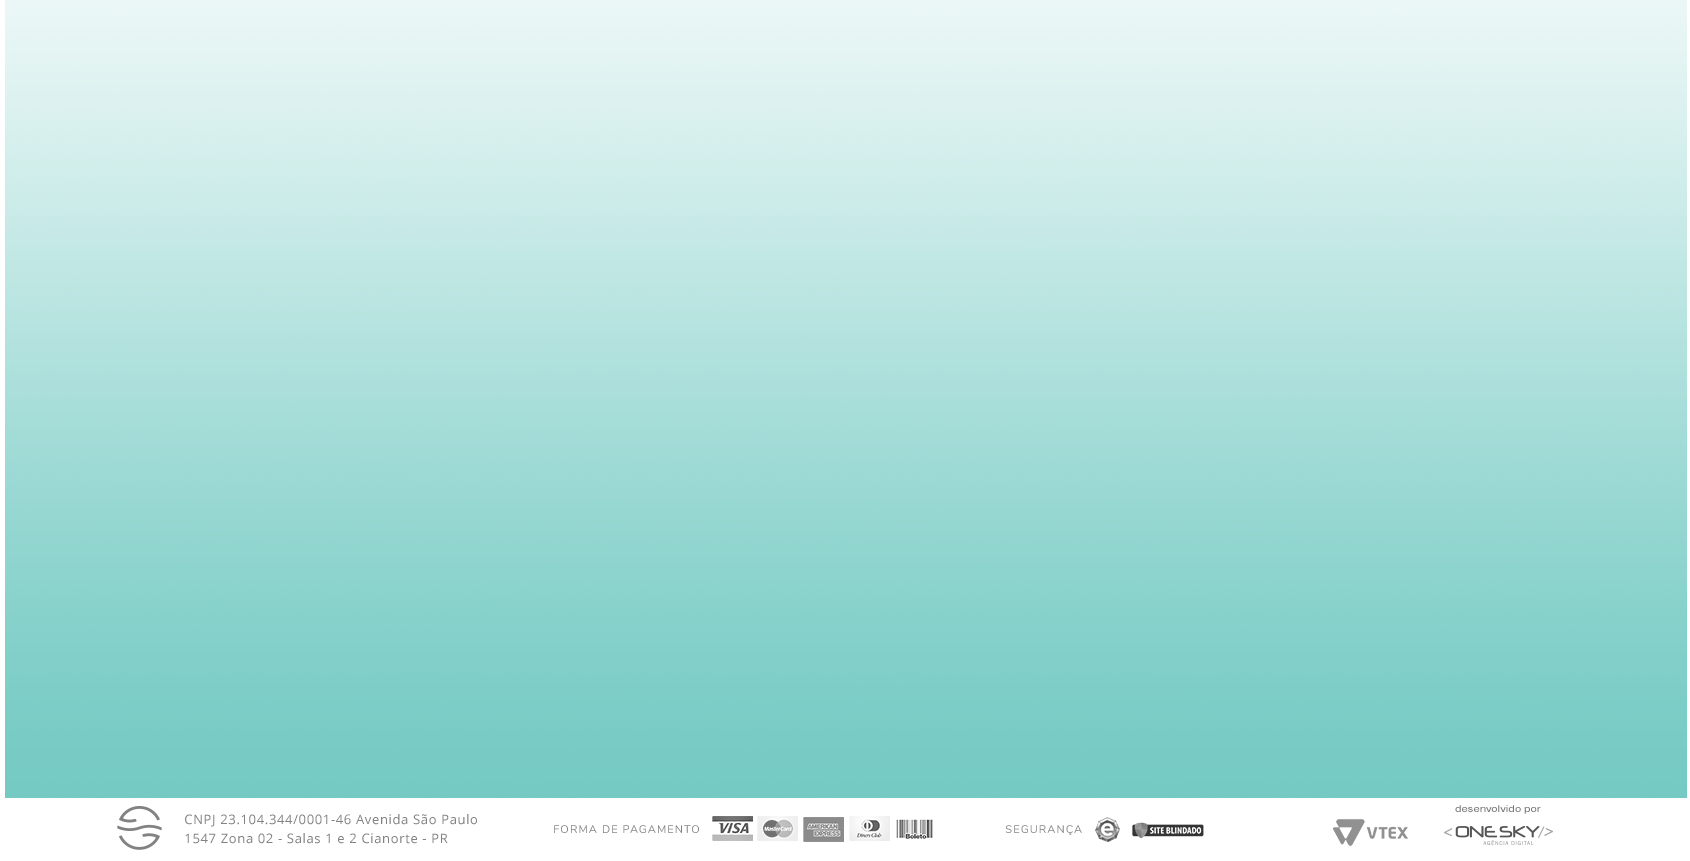 CNPJ 23.104.344/0001-46 Avenida São Paulo
1547 Zona 02 - Salas 1 e 2 Cianorte - PR
FORMA DE PAGAMENTO
VISA
MasterCard
AMERICAN EXPRESS
Diners Club
Boleto
SEGURANÇA
e
SITE BLINDADO
VTEX
desenvolvido por
<ONESKY/>
AGÊNCIA DIGITAL